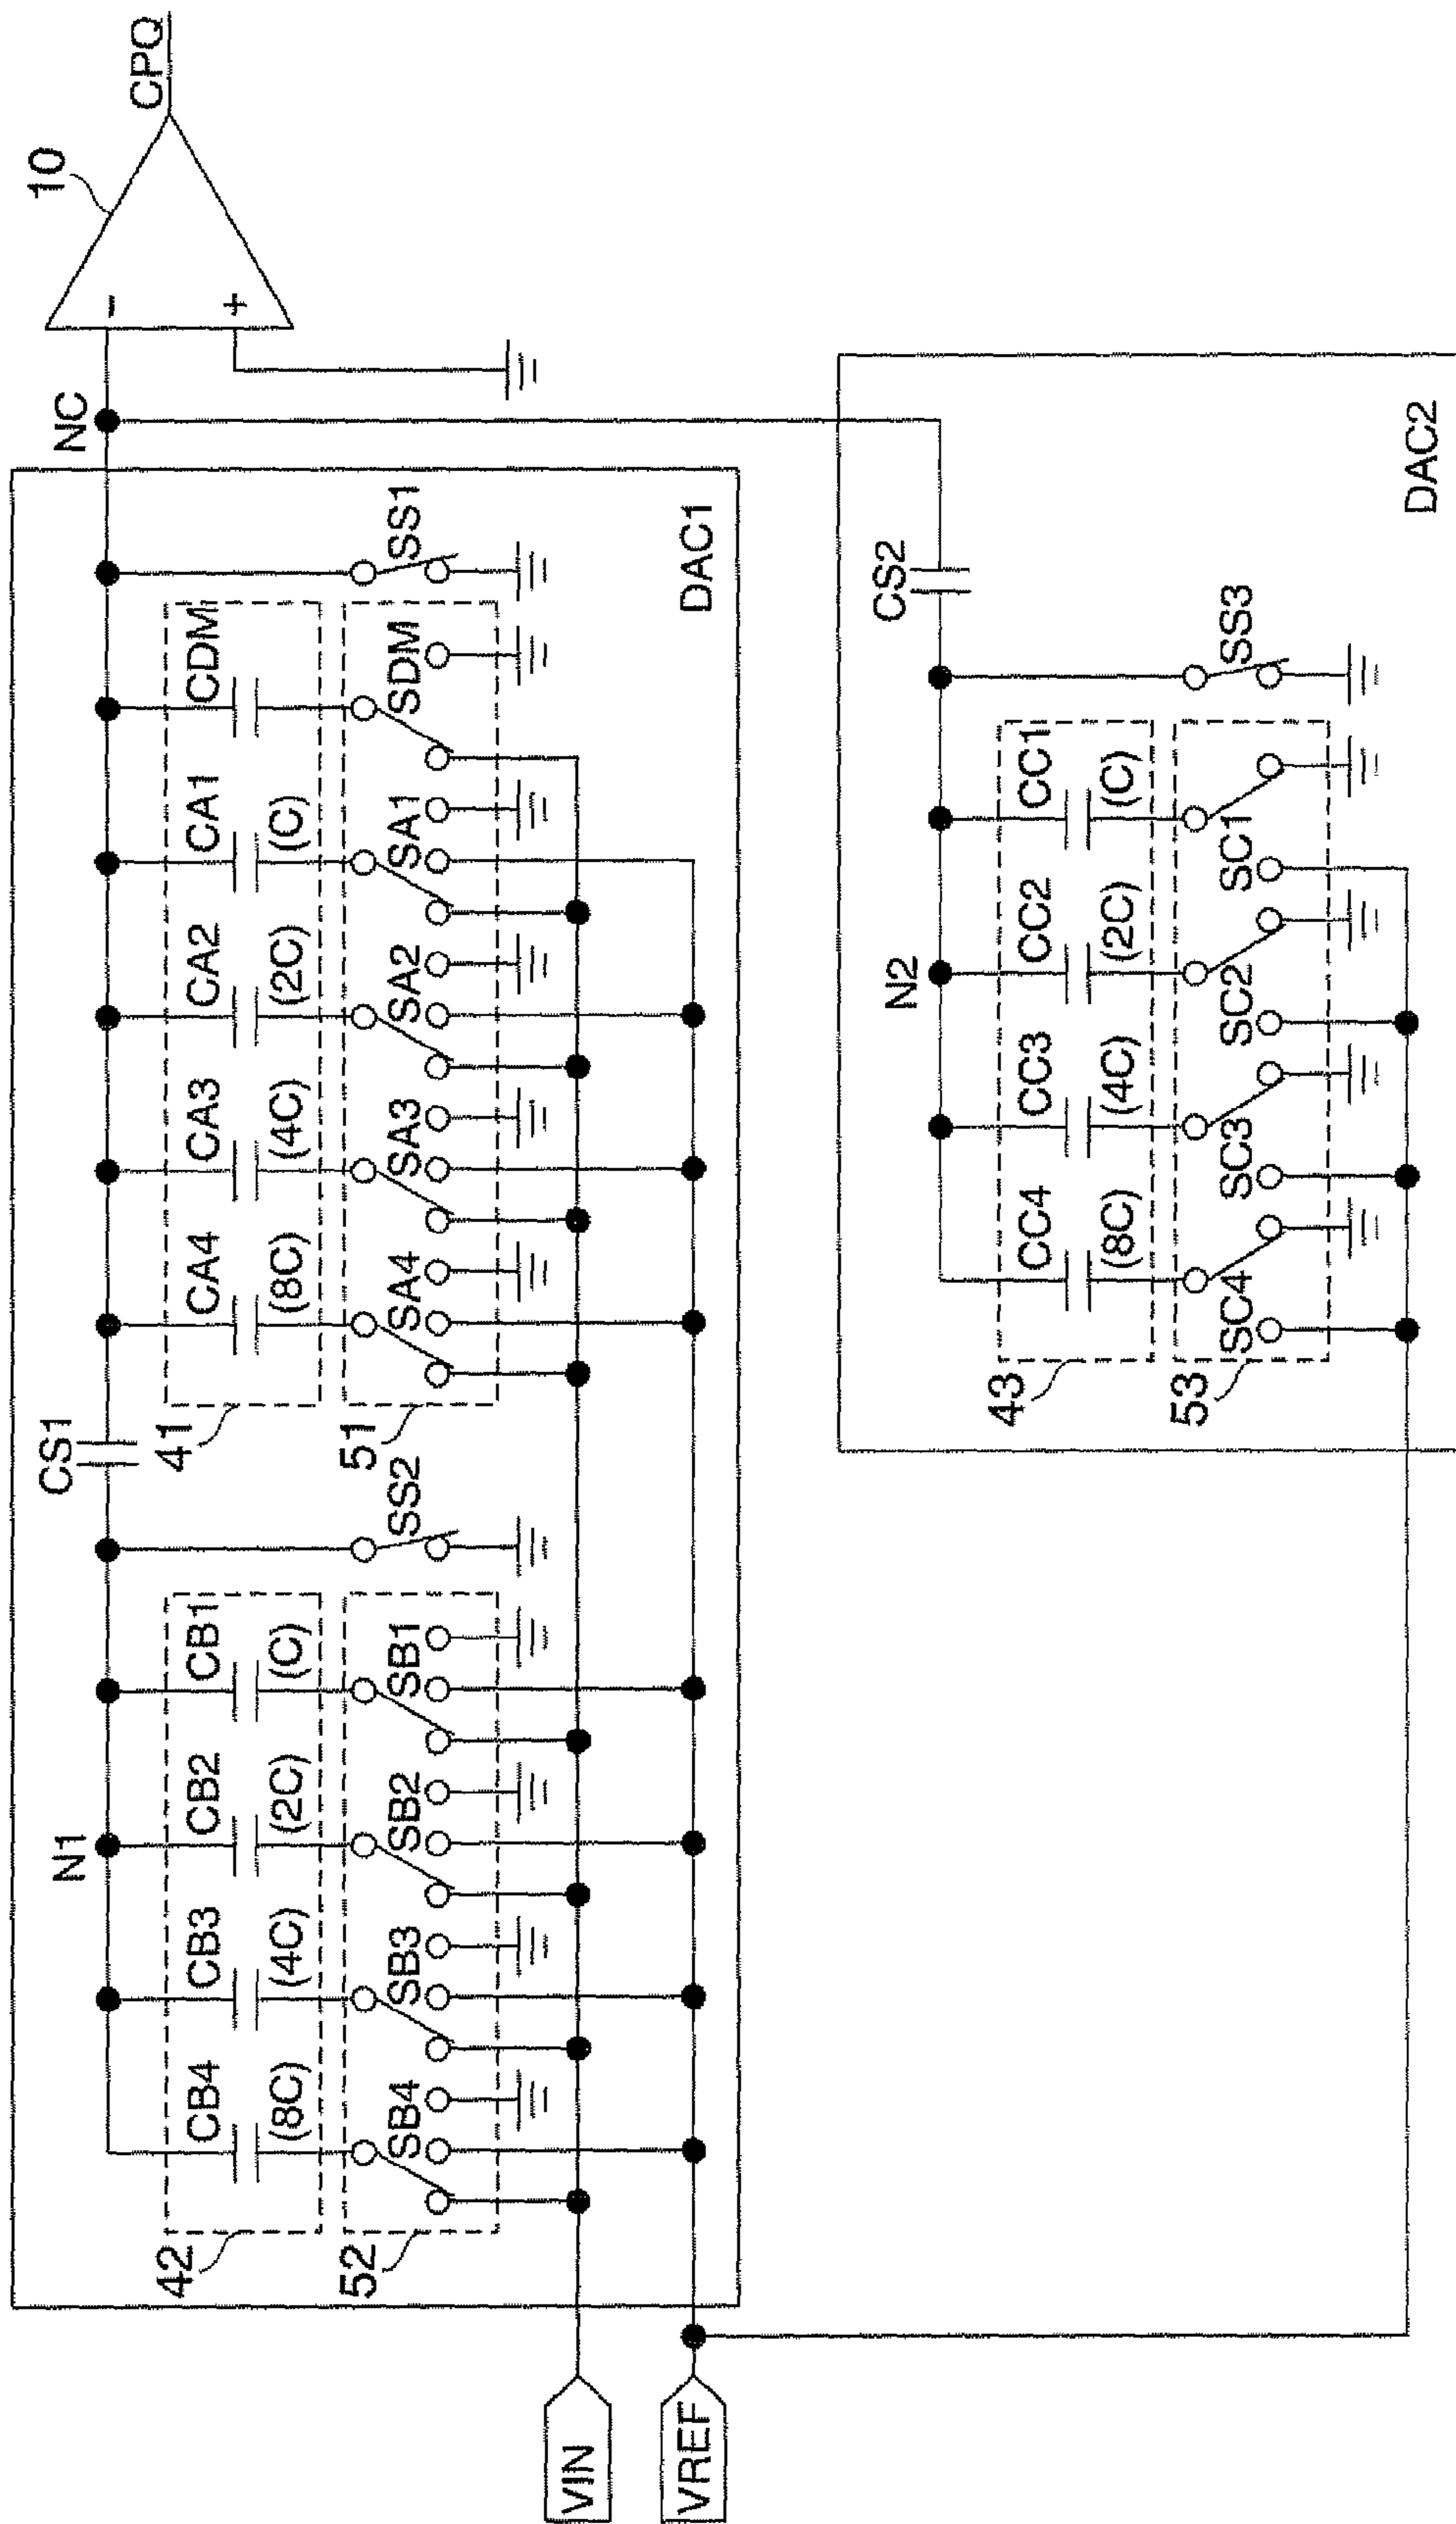 10
CPQ
NC
-
+
CS1
N1
CB4
CB3
CB2
CB1
CA4
CA3
CA2
CA1
CDM
(8C)
(4C)
(2C)
(C)
(8C)
(4C)
(2C)
(C)
42
41
SB4
SB3
SB2
SB1
SS2
SA4
SA3
SA2
SA1
SDM
SS1
52
51
DAC1
VIN
VREF
CS2
N2
CC4
CC3
CC2
CC1
(8C)
(4C)
(2C)
(C)
43
SC4
SC3
SC2
SC1
SS3
53
DAC2